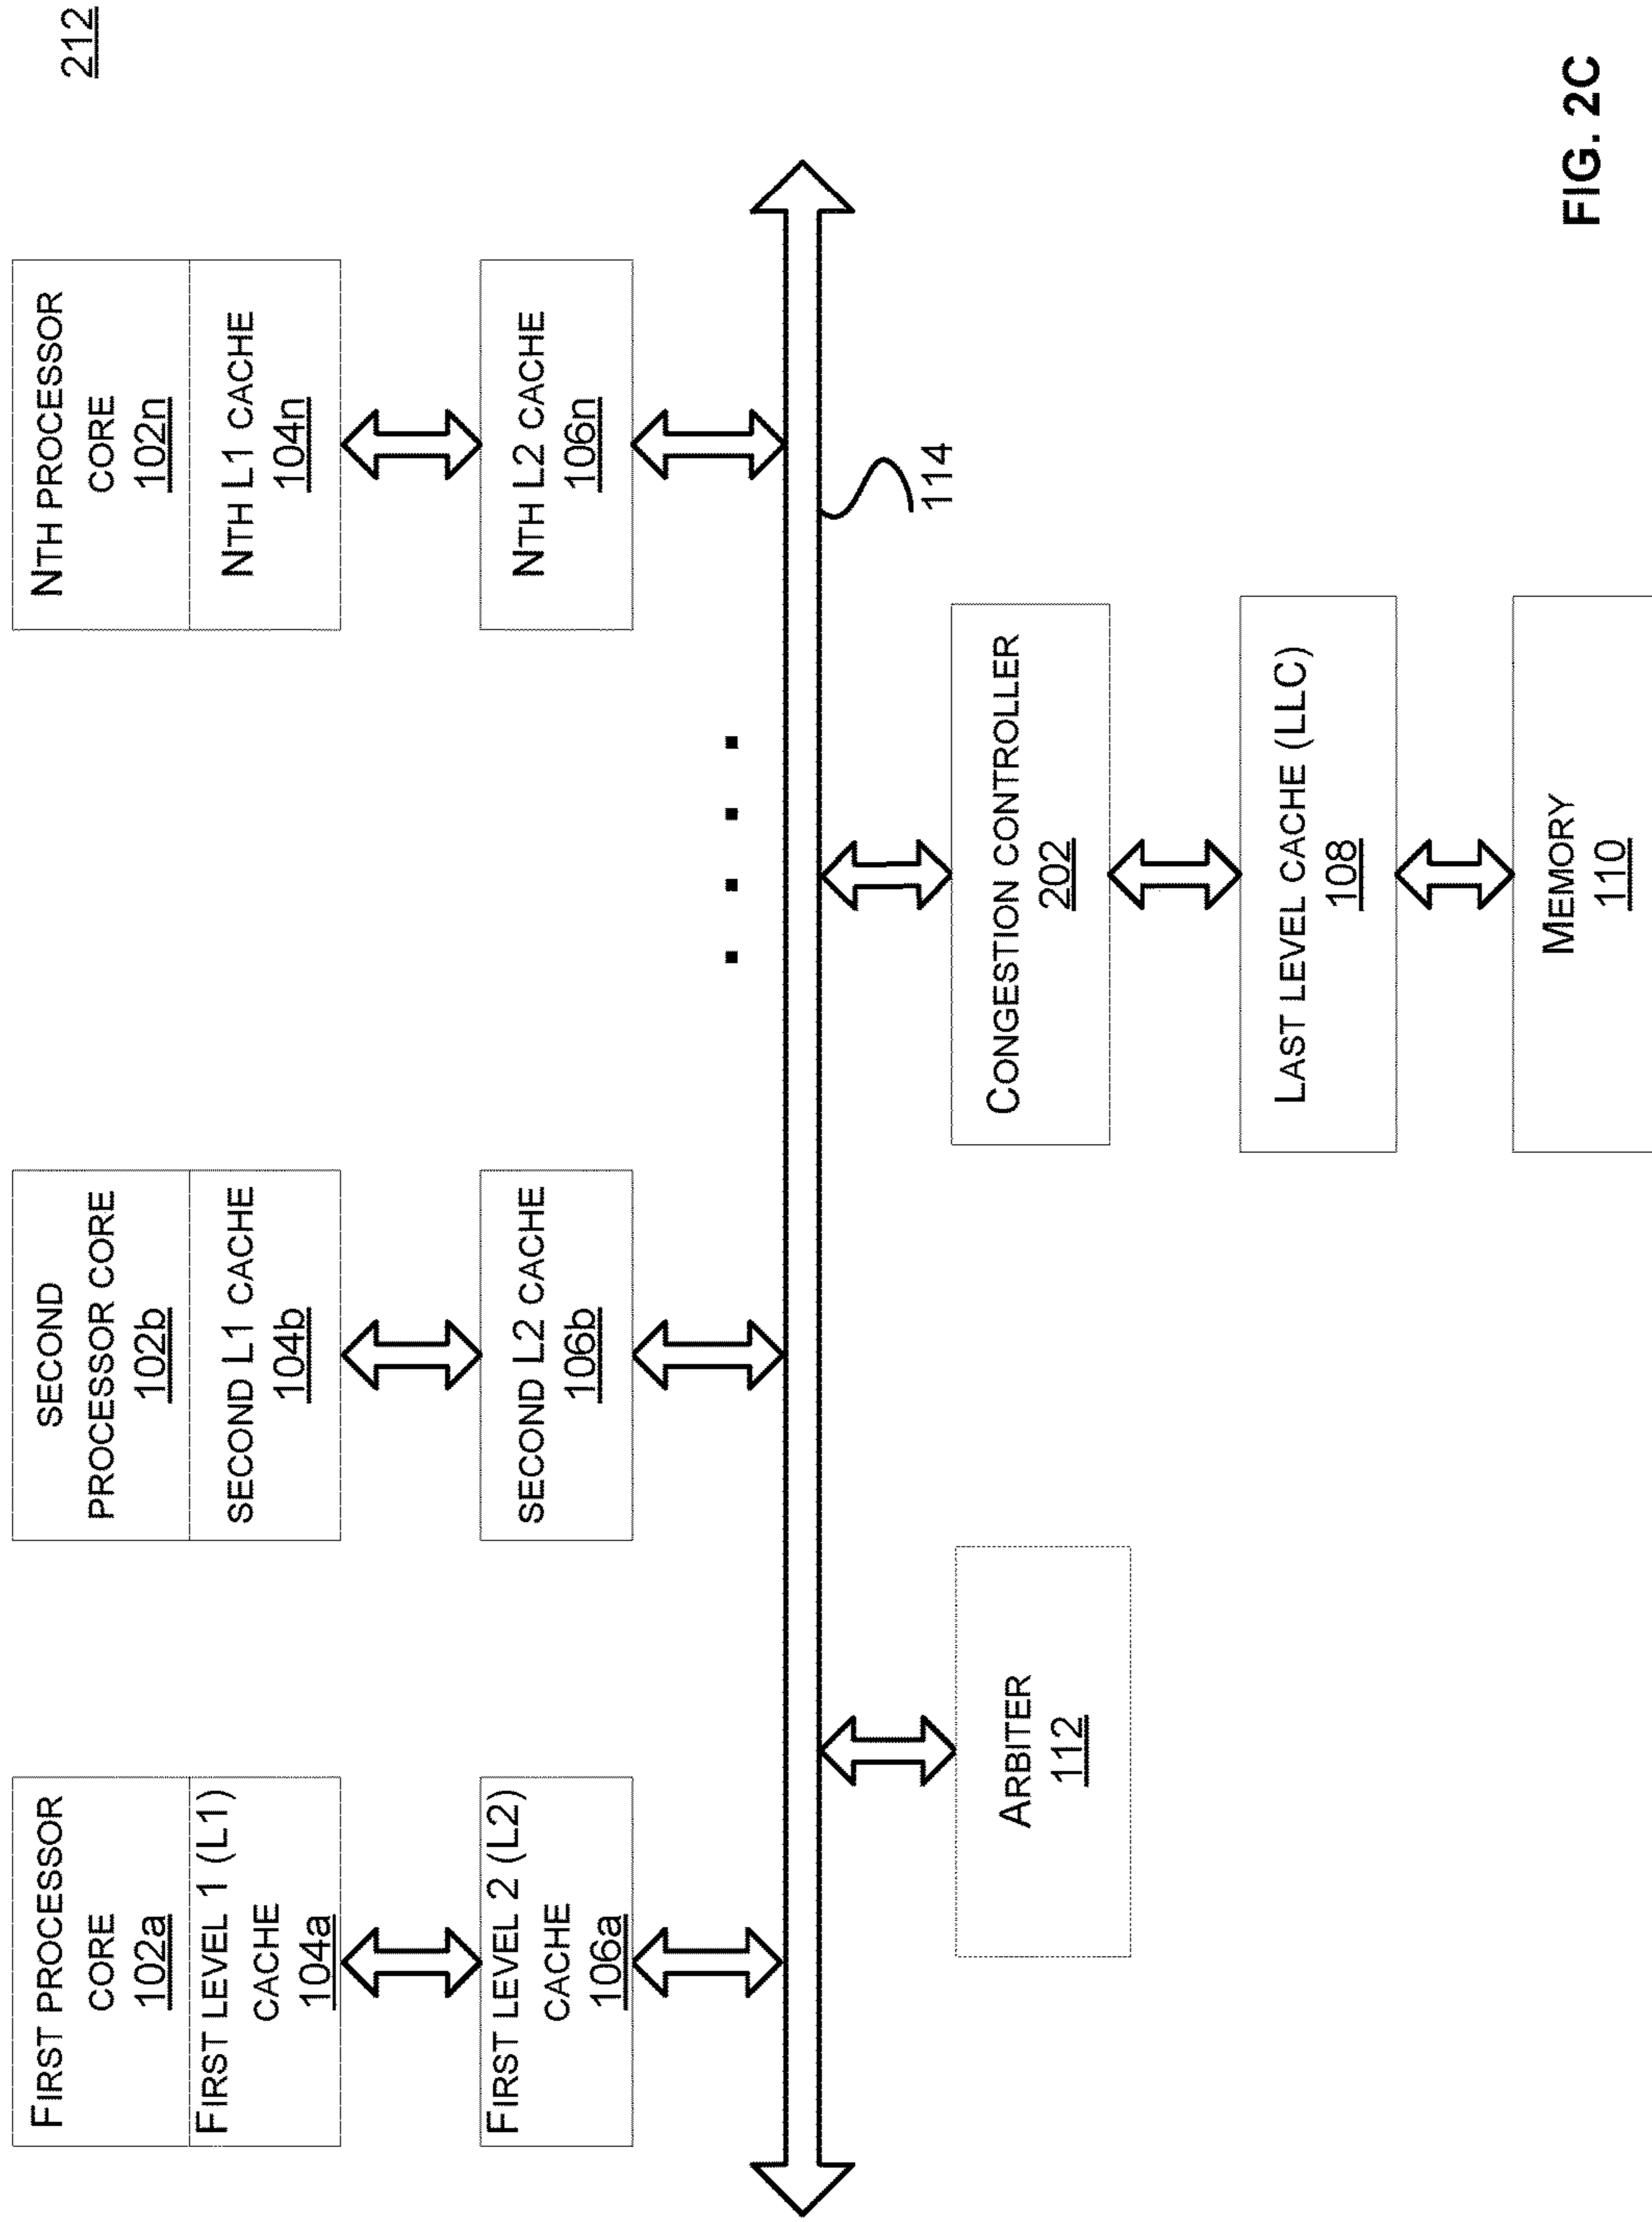 212
FIRST PROCESSOR
CORE
102a
FIRST LEVEL 1 (L1)
CACHE
104a
SECOND
PROCESSOR CORE
102b
SECOND L1 CACHE
104b
NTH PROCESSOR
CORE
102n
NTH L1 CACHE
104n
FIRST LEVEL 2 (L2)
CACHE
106a
SECOND L2 CACHE
106b
NTH L2 CACHE
106n
114
ARBITER
112
CONGESTION CONTROLLER
202
LAST LEVEL CACHE (LLC)
108
MEMORY
110
FIG. 2C